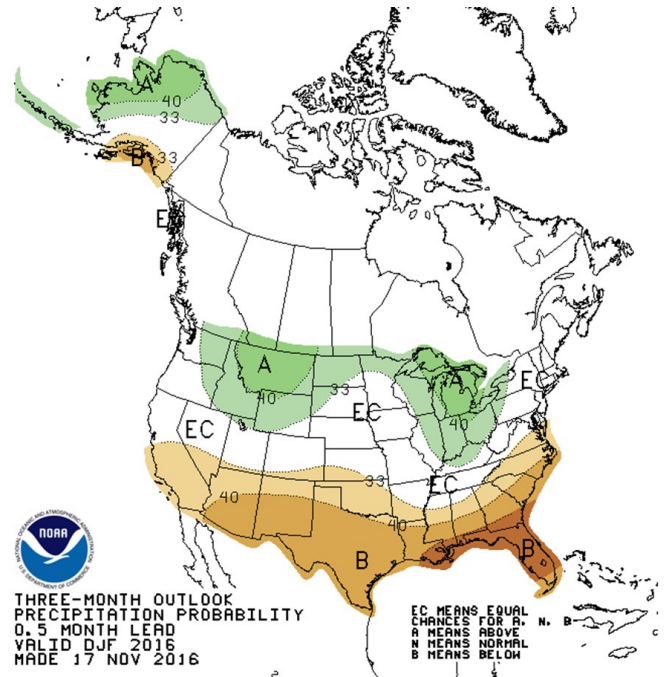 A
40
33
33
B
EC
A
A
EC
33
40
EC
40
EC
33
EC
40
40
B
B
NATIONAL OCEANIC AND ATMOSPHERIC ADMINISTRATION
NOAA
U.S. DEPARTMENT OF COMMERCE
THREE-MONTH OUTLOOK
PRECIPITATION PROBABILITY
0.5 MONTH LEAD
VALID DJF 2016
MADE 17 NOV 2016
EC MEANS EQUAL
CHANCES FOR A, N, B
A MEANS ABOVE
N MEANS NORMAL
B MEANS BELOW